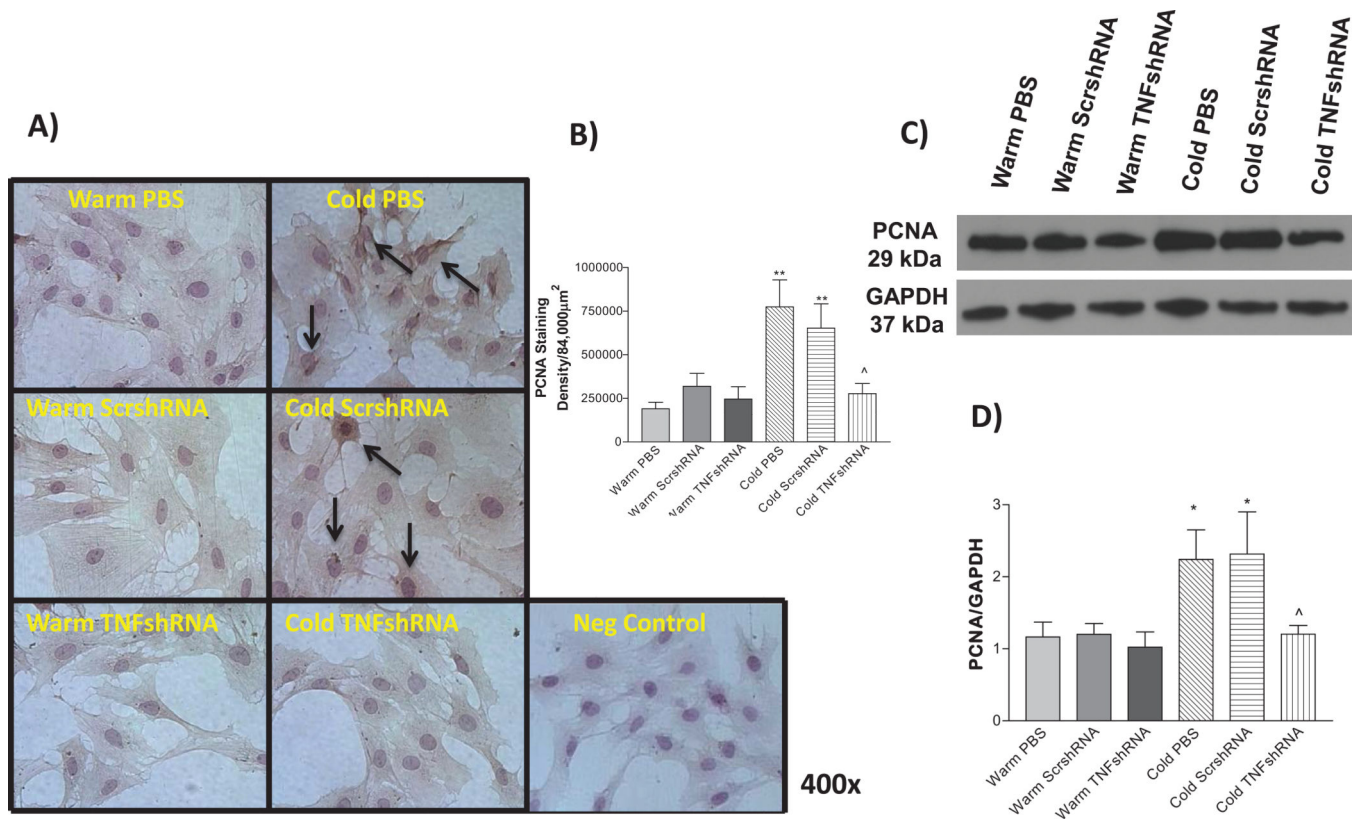 A)
Warm PBS
Cold PBS
Warm ScrshRNA
Cold ScrshRNA
Warm TNFshRNA
Cold TNFshRNA
Neg Control
400x
B)
PCNA Staining
Density/84,000µm²
1000000
750000
500000
250000
0
**
**
^
Warm PBS
Warm ScrshRNA
Warm TNFshRNA
Cold PBS
Cold ScrshRNA
Cold TNFshRNA
C)
Warm PBS
Warm ScrshRNA
Warm TNFshRNA
Cold PBS
Cold ScrshRNA
Cold TNFshRNA
PCNA
29 kDa
GAPDH
37 kDa
D)
PCNA/GAPDH
3
2
1
0
*
*
^
Warm PBS
Warm ScrshRNA
Warm TNFshRNA
Cold PBS
Cold ScrshRNA
Cold TNFshRNA